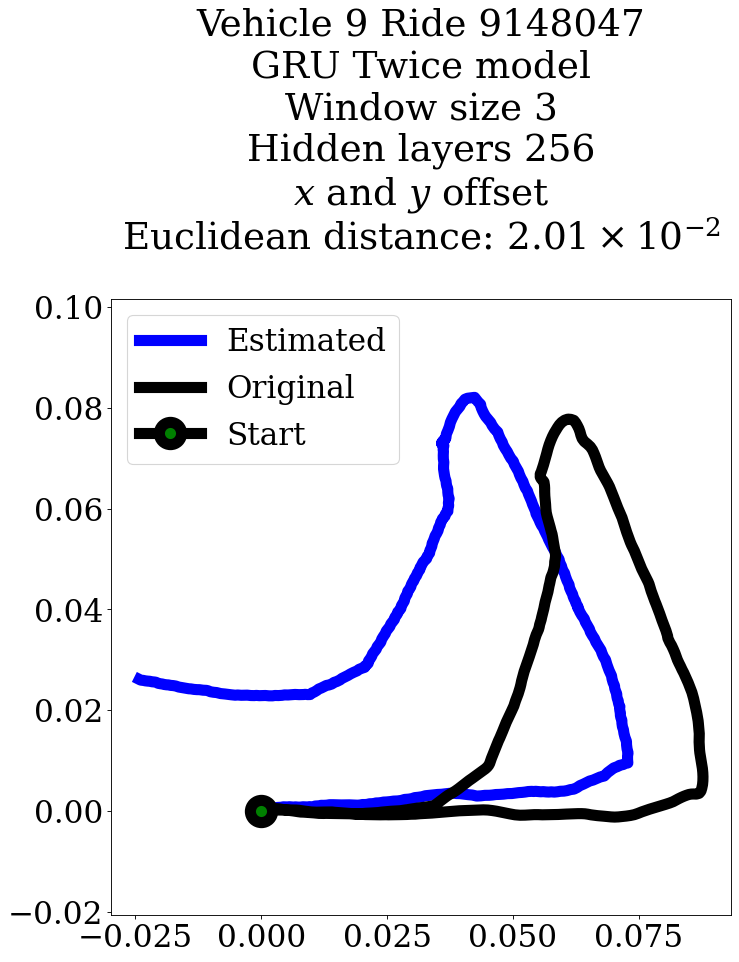 Vehicle 9 Ride 9148047
GRU Twice model
Window size 3
Hidden layers 256
x and y offset
Euclidean distance: 2.01 × 10⁻²
0.10
0.08
0.06
0.04
0.02
0.00
−0.02
Estimated
Original
Start
−0.025 0.000 0.025 0.050 0.075